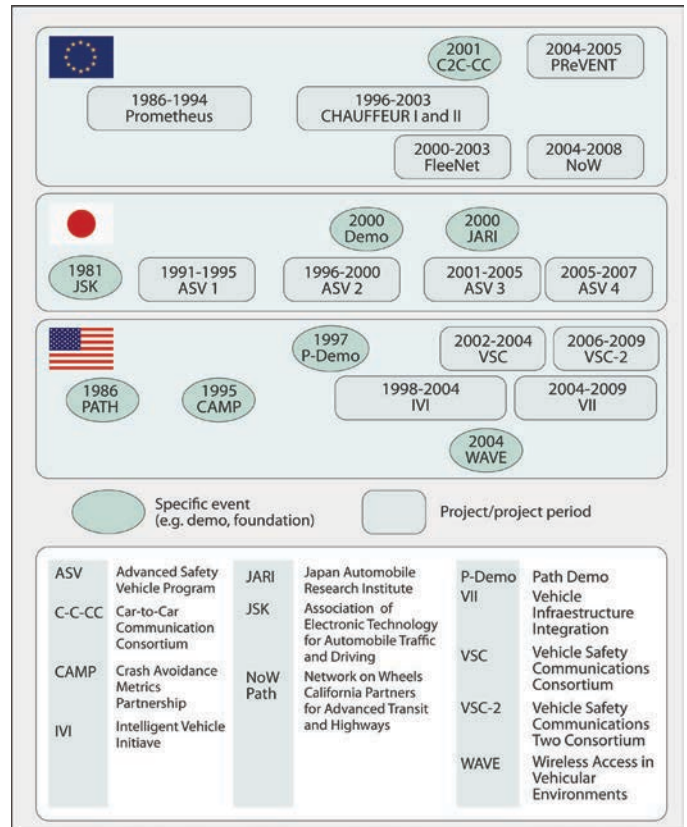 2001
C2C-CC
2004-2005
PReVENT
1986-1994
Prometheus
1996-2003
CHAUFFEUR I and II
2000-2003
FleeNet
2004-2008
NoW
2000
Demo
2000
JARI
1981
JSK
1991-1995
ASV 1
1996-2000
ASV 2
2001-2005
ASV 3
2005-2007
ASV 4
1997
P-Demo
2002-2004
VSC
2006-2009
VSC-2
1986
PATH
1995
CAMP
1998-2004
IVI
2004-2009
VII
2004
WAVE
Specific event
(e.g. demo, foundation)
Project/project period
ASV Advanced Safety
Vehicle Program
C-C-CC Car-to-Car
Communication
Consortium
CAMP Crash Avoidance
Metrics
Partnership
IVI Intelligent Vehicle
Initiave
JARI Japan Automobile
Research Institute
JSK Association of
Electronic Technology
for Automobile Traffic
and Driving
NoW Network on Wheels
Path California Partners
for Advanced Transit
and Highways
P-Demo Path Demo
VII Vehicle
Infraestructure
Integration
VSC Vehicle Safety
Communications
Consortium
VSC-2 Vehicle Safety
Communications
Two Consortium
WAVE Wireless Access in
Vehicular
Environments